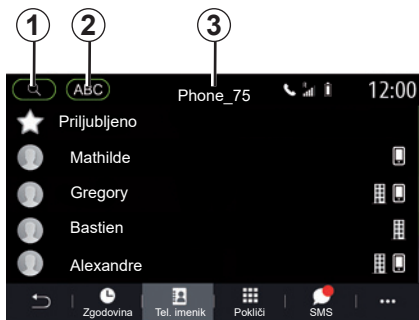 1 2 3
ABC Phone_75 12:00
Priljubljeno
Mathilde
Gregory
Bastien
Alexandre
Zgodovina Tel. imenik Pokliči SMS